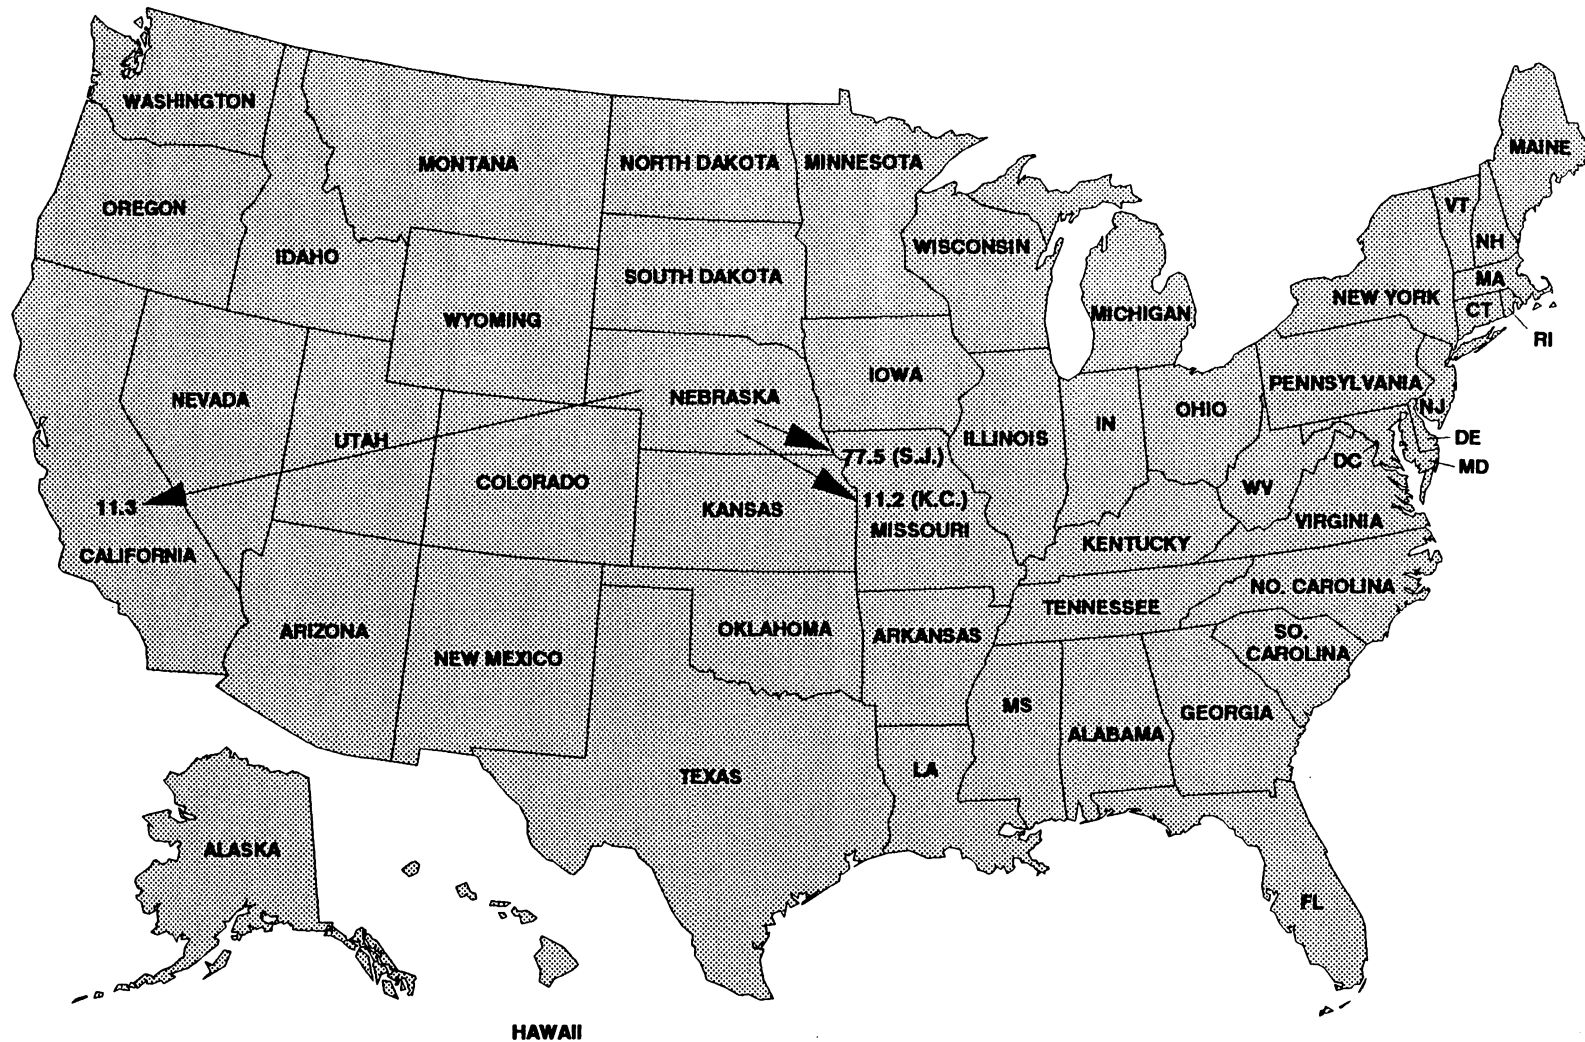 WASHINGTON
MONTANA
NORTH DAKOTA
MINNESOTA
MAINE
OREGON
VT
IDAHO
NH
WISCONSIN
SOUTH DAKOTA
MA
NEW YORK
WYOMING
MICHIGAN
CT
RI
IOWA
PENNSYLVANIA
NEVADA
NEBRASKA
OHIO
NJ
IN
UTAH
ILLINOIS
DE
77.5 (S.J.)
DC
MD
COLORADO
WV
11.3
11.2 (K.C.)
KANSAS
MISSOURI
VIRGINIA
CALIFORNIA
KENTUCKY
NO. CAROLINA
TENNESSEE
ARIZONA
OKLAHOMA
ARKANSAS
SO.
CAROLINA
NEW MEXICO
MS
GEORGIA
ALABAMA
TEXAS
LA
ALASKA
FL
HAWAII